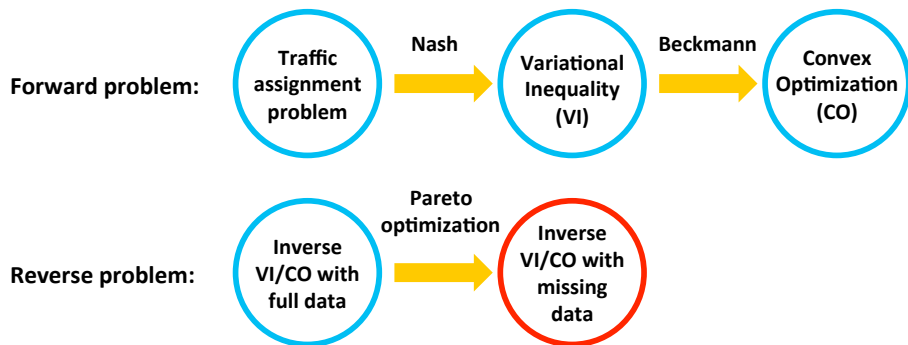 Forward problem:
Traffic
assignment
problem
Nash
Variational
Inequality
(VI)
Beckmann
Convex
Optimization
(CO)
Reverse problem:
Inverse
VI/CO with
full data
Pareto
optimization
Inverse
VI/CO with
missing
data